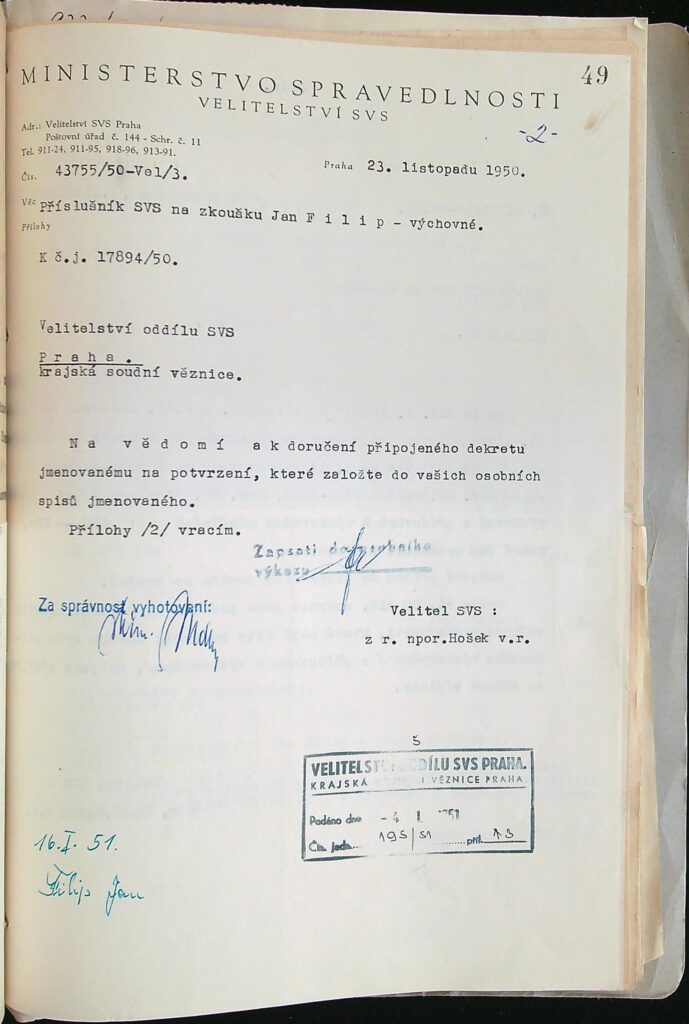 49
MINISTERSTVO SPRAVEDLNOSTI
VELITELSTVÍ SVS
-2-
Adr.: Velitelství SVS Praha
Poštovní úřad č. 144 - Schr. č. 11
Tel. 911-24, 911-95, 918-96, 913-91.
Čís. 43755/50-Vel/3.
Praha 23. listopadu 1950.
Věc Příslušník SVS na zkoušku Jan F i l i p - výchovné.
Přílohy
K č.j. 17894/50.
Velitelství oddílu SVS
P r a h a .
krajská soudní věznice.
N a v ě d o m í a k doručení připojeného dekretu
jmenovanému na potvrzení, které založte do vašich osobních
spisů jmenovaného.
Přílohy /2/ vracím.
Zapsati do osobního
výkazu
Za správnost vyhotovení:
Velitel SVS :
z r. npor.Hošek v.r.
5
VELITELSTVÍ ODDÍLU SVS PRAHA.
KRAJSKÁ VĚZNICE PRAHA.
Podáno dne - 4 I. 1951
Čís. jedn. 195/51 příl. 13
16.I. 51.
Filip Jan